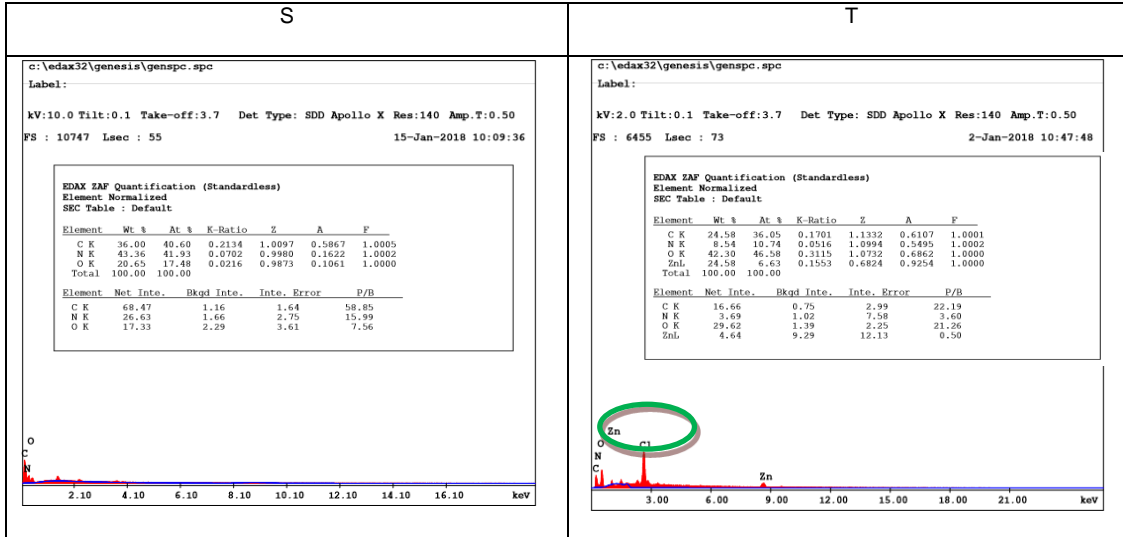 S
T
c:\edax32\genesis\genspc.spc
Label:
kV:10.0 Tilt:0.1 Take-off:3.7 Det Type: SDD Apollo X Res:140 Amp.T:0.50
FS : 10747 Lsec : 55 15-Jan-2018 10:09:36
EDAX ZAF Quantification (Standardless)
Element Normalized
SEC Table : Default
Element Wt % At % K-Ratio Z A F
C K 36.00 40.60 0.2134 1.0097 0.5867 1.0005
N K 43.36 41.93 0.0702 0.9980 0.1622 1.0002
O K 20.65 17.48 0.0216 0.9873 0.1061 1.0000
Total 100.00 100.00
Element Net Inte. Bkgd Inte. Inte. Error P/B
C K 68.47 1.16 1.64 58.85
N K 26.63 1.66 2.75 15.99
O K 17.33 2.29 3.61 7.56
O
C
N
2.10 4.10 6.10 8.10 10.10 12.10 14.10 16.10 keV
c:\edax32\genesis\genspc.spc
Label:
kV:2.0 Tilt:0.1 Take-off:3.7 Det Type: SDD Apollo X Res:140 Amp.T:0.50
FS : 6455 Lsec : 73 2-Jan-2018 10:47:48
EDAX ZAF Quantification (Standardless)
Element Normalized
SEC Table : Default
Element Wt % At % K-Ratio Z A F
C K 24.58 36.05 0.1701 1.1332 0.6107 1.0001
N K 8.54 10.74 0.0516 1.0994 0.5495 1.0002
O K 42.30 46.58 0.3115 1.0732 0.6862 1.0000
ZnL 24.58 6.63 0.1553 0.6824 0.9254 1.0000
Total 100.00 100.00
Element Net Inte. Bkgd Inte. Inte. Error P/B
C K 16.66 0.75 2.99 22.19
N K 3.69 1.02 7.58 3.60
O K 29.62 1.39 2.25 21.26
ZnL 4.64 9.29 12.13 0.50
Zn
O Cl
N
C
Zn
3.00 6.00 9.00 12.00 15.00 18.00 21.00 keV